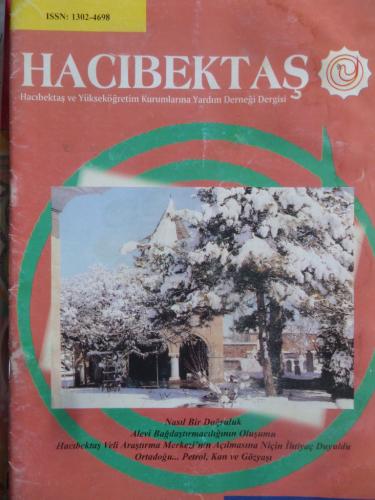 ISSN: 1302-4698
HACIBEKTAŞ
Hacıbektaş ve Yükseköğretim Kurumlarına Yardım Derneği Dergisi
Nasıl Bir Doğruluk
Alevi Bağdaştırmacılığının Oluşumu
Hacıbektaş Veli Araştırma Merkezi'nin Açılmasına Niçin İhtiyaç Duyuldu
Ortadoğu... Petrol, Kan ve Gözyaşı